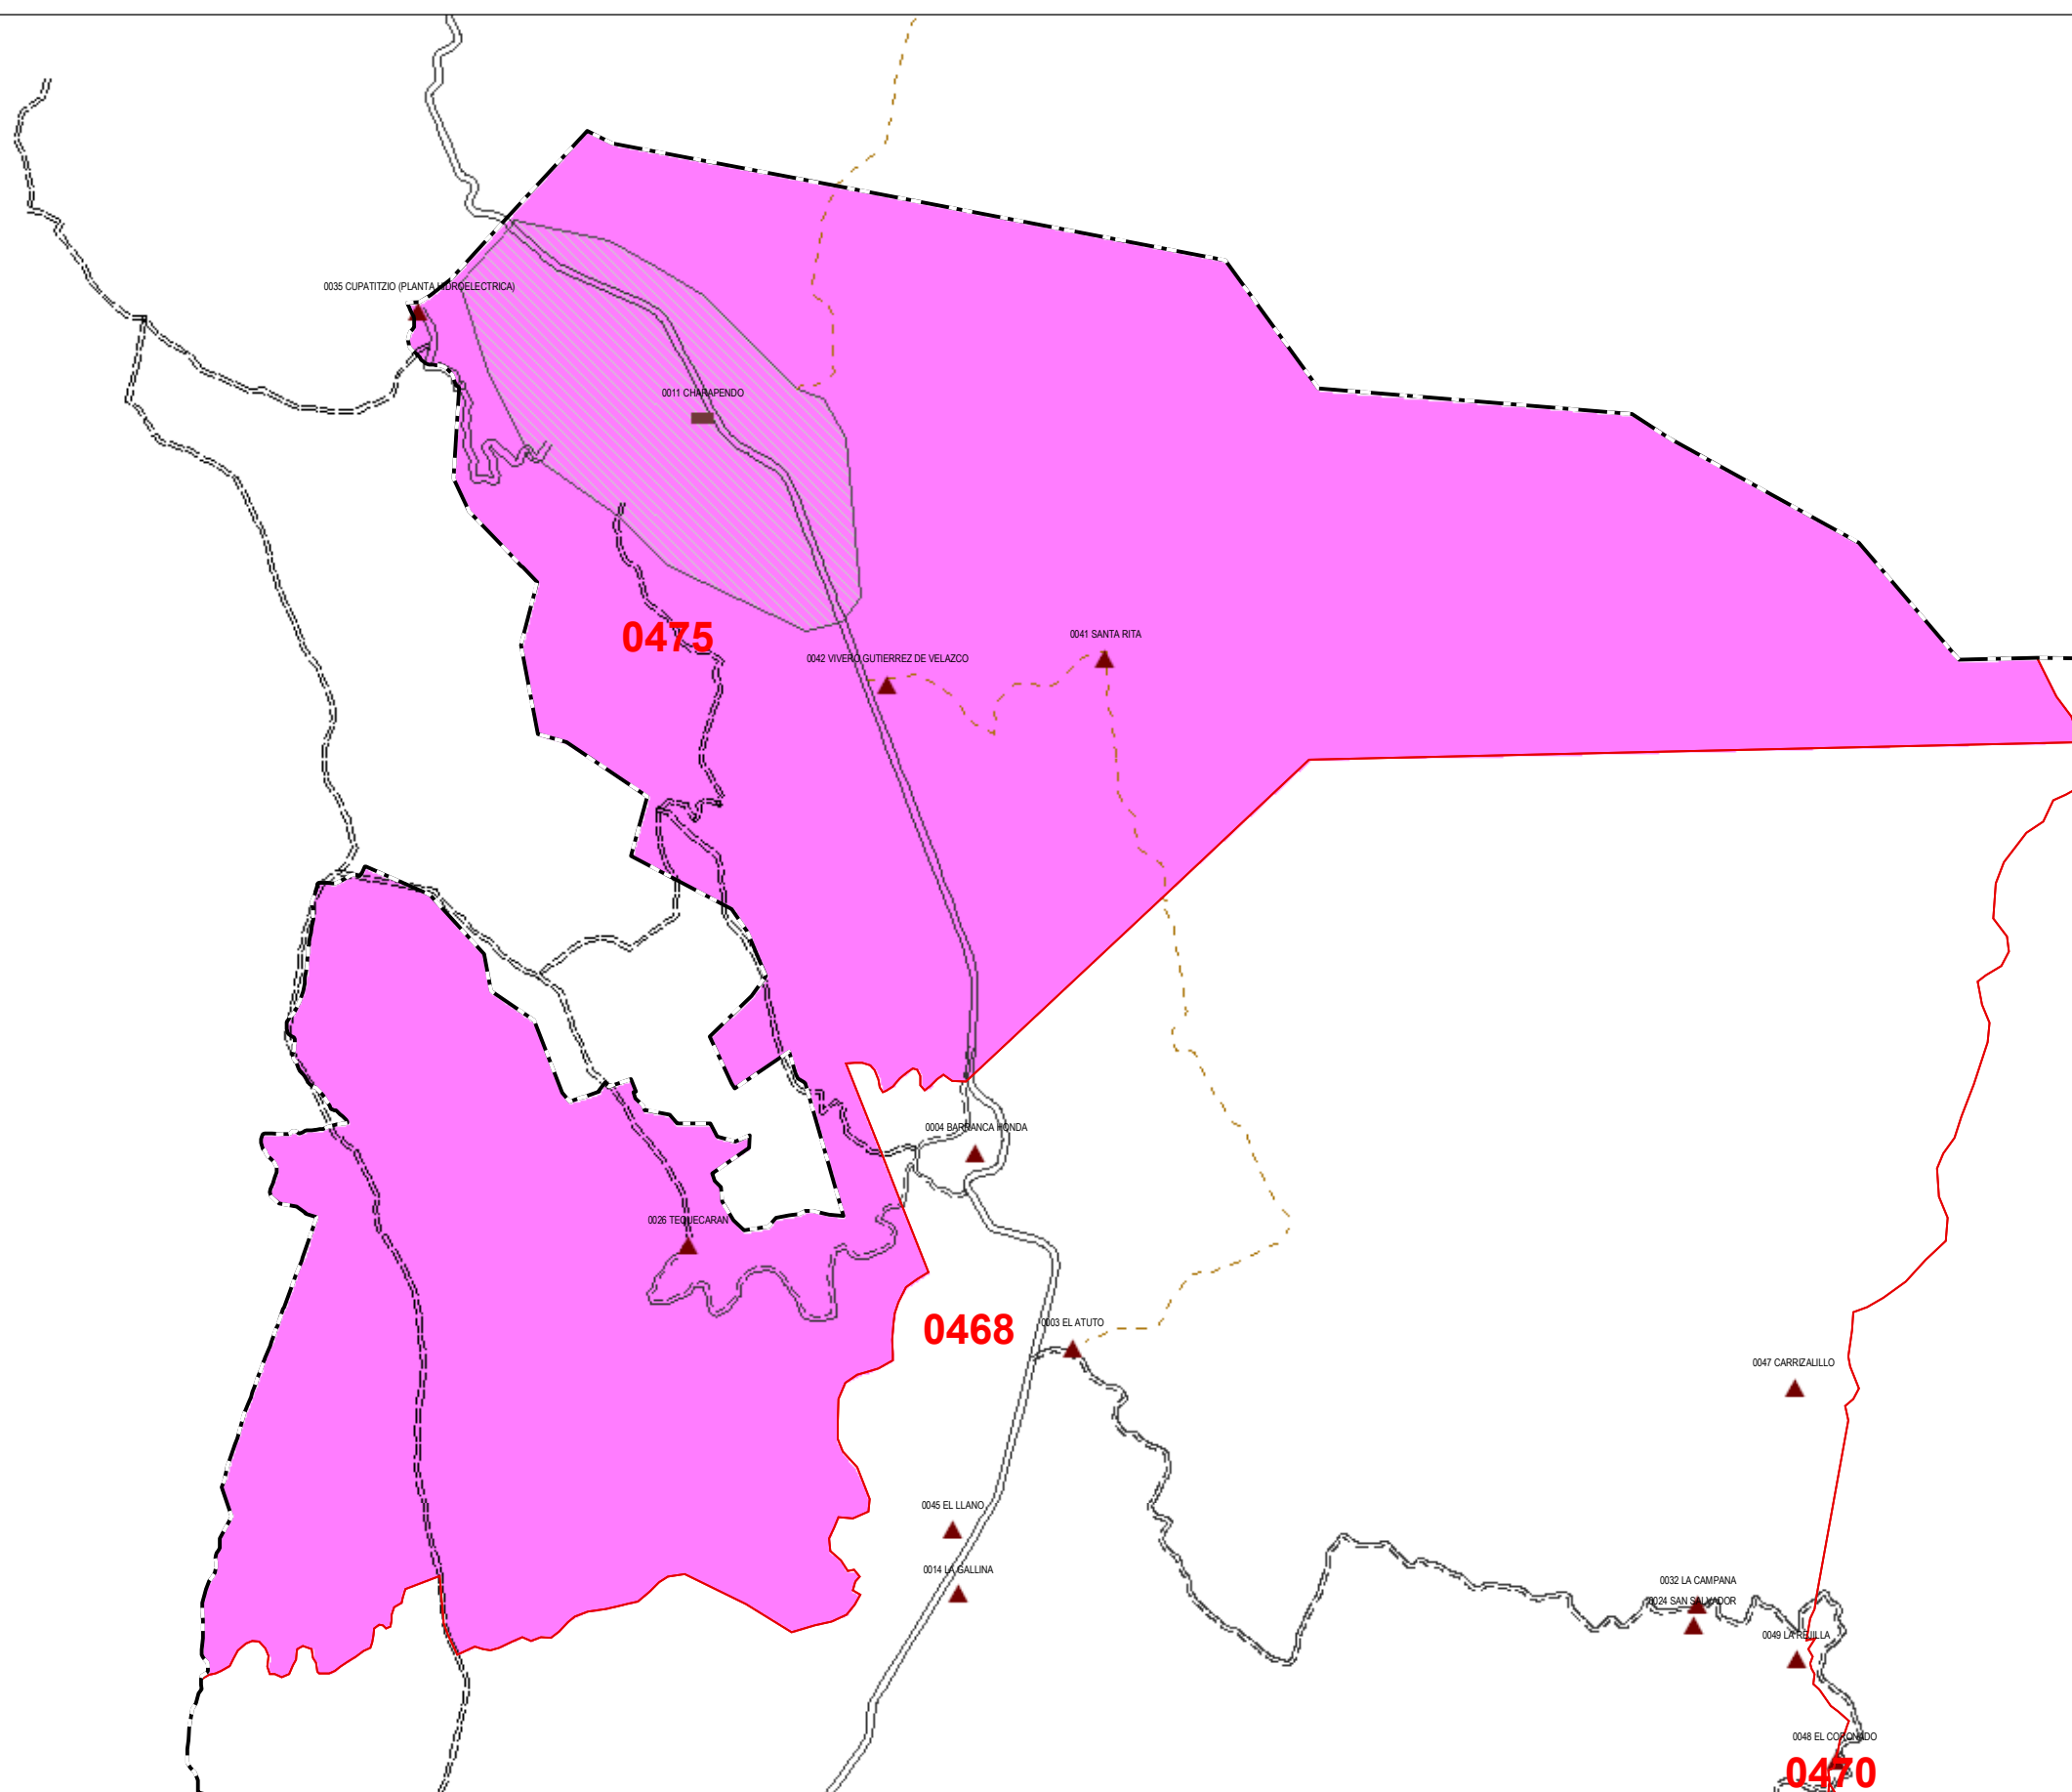 0035 CUPATITZIO (PLANTA HIDROELECTRICA)
0011 CHARAPENDO
0475
0041 SANTA RITA
0042 VIVERO GUTIERREZ DE VELAZCO
0004 BARRANCA HONDA
0026 TEQUECARAN
0468
0003 EL ATUTO
0047 CARRIZALILLO
0045 EL LLANO
0014 LA GALLINA
0032 LA CAMPANA
0024 SAN SALVADOR
0049 LA REJILLA
0048 EL CORONADO
0470